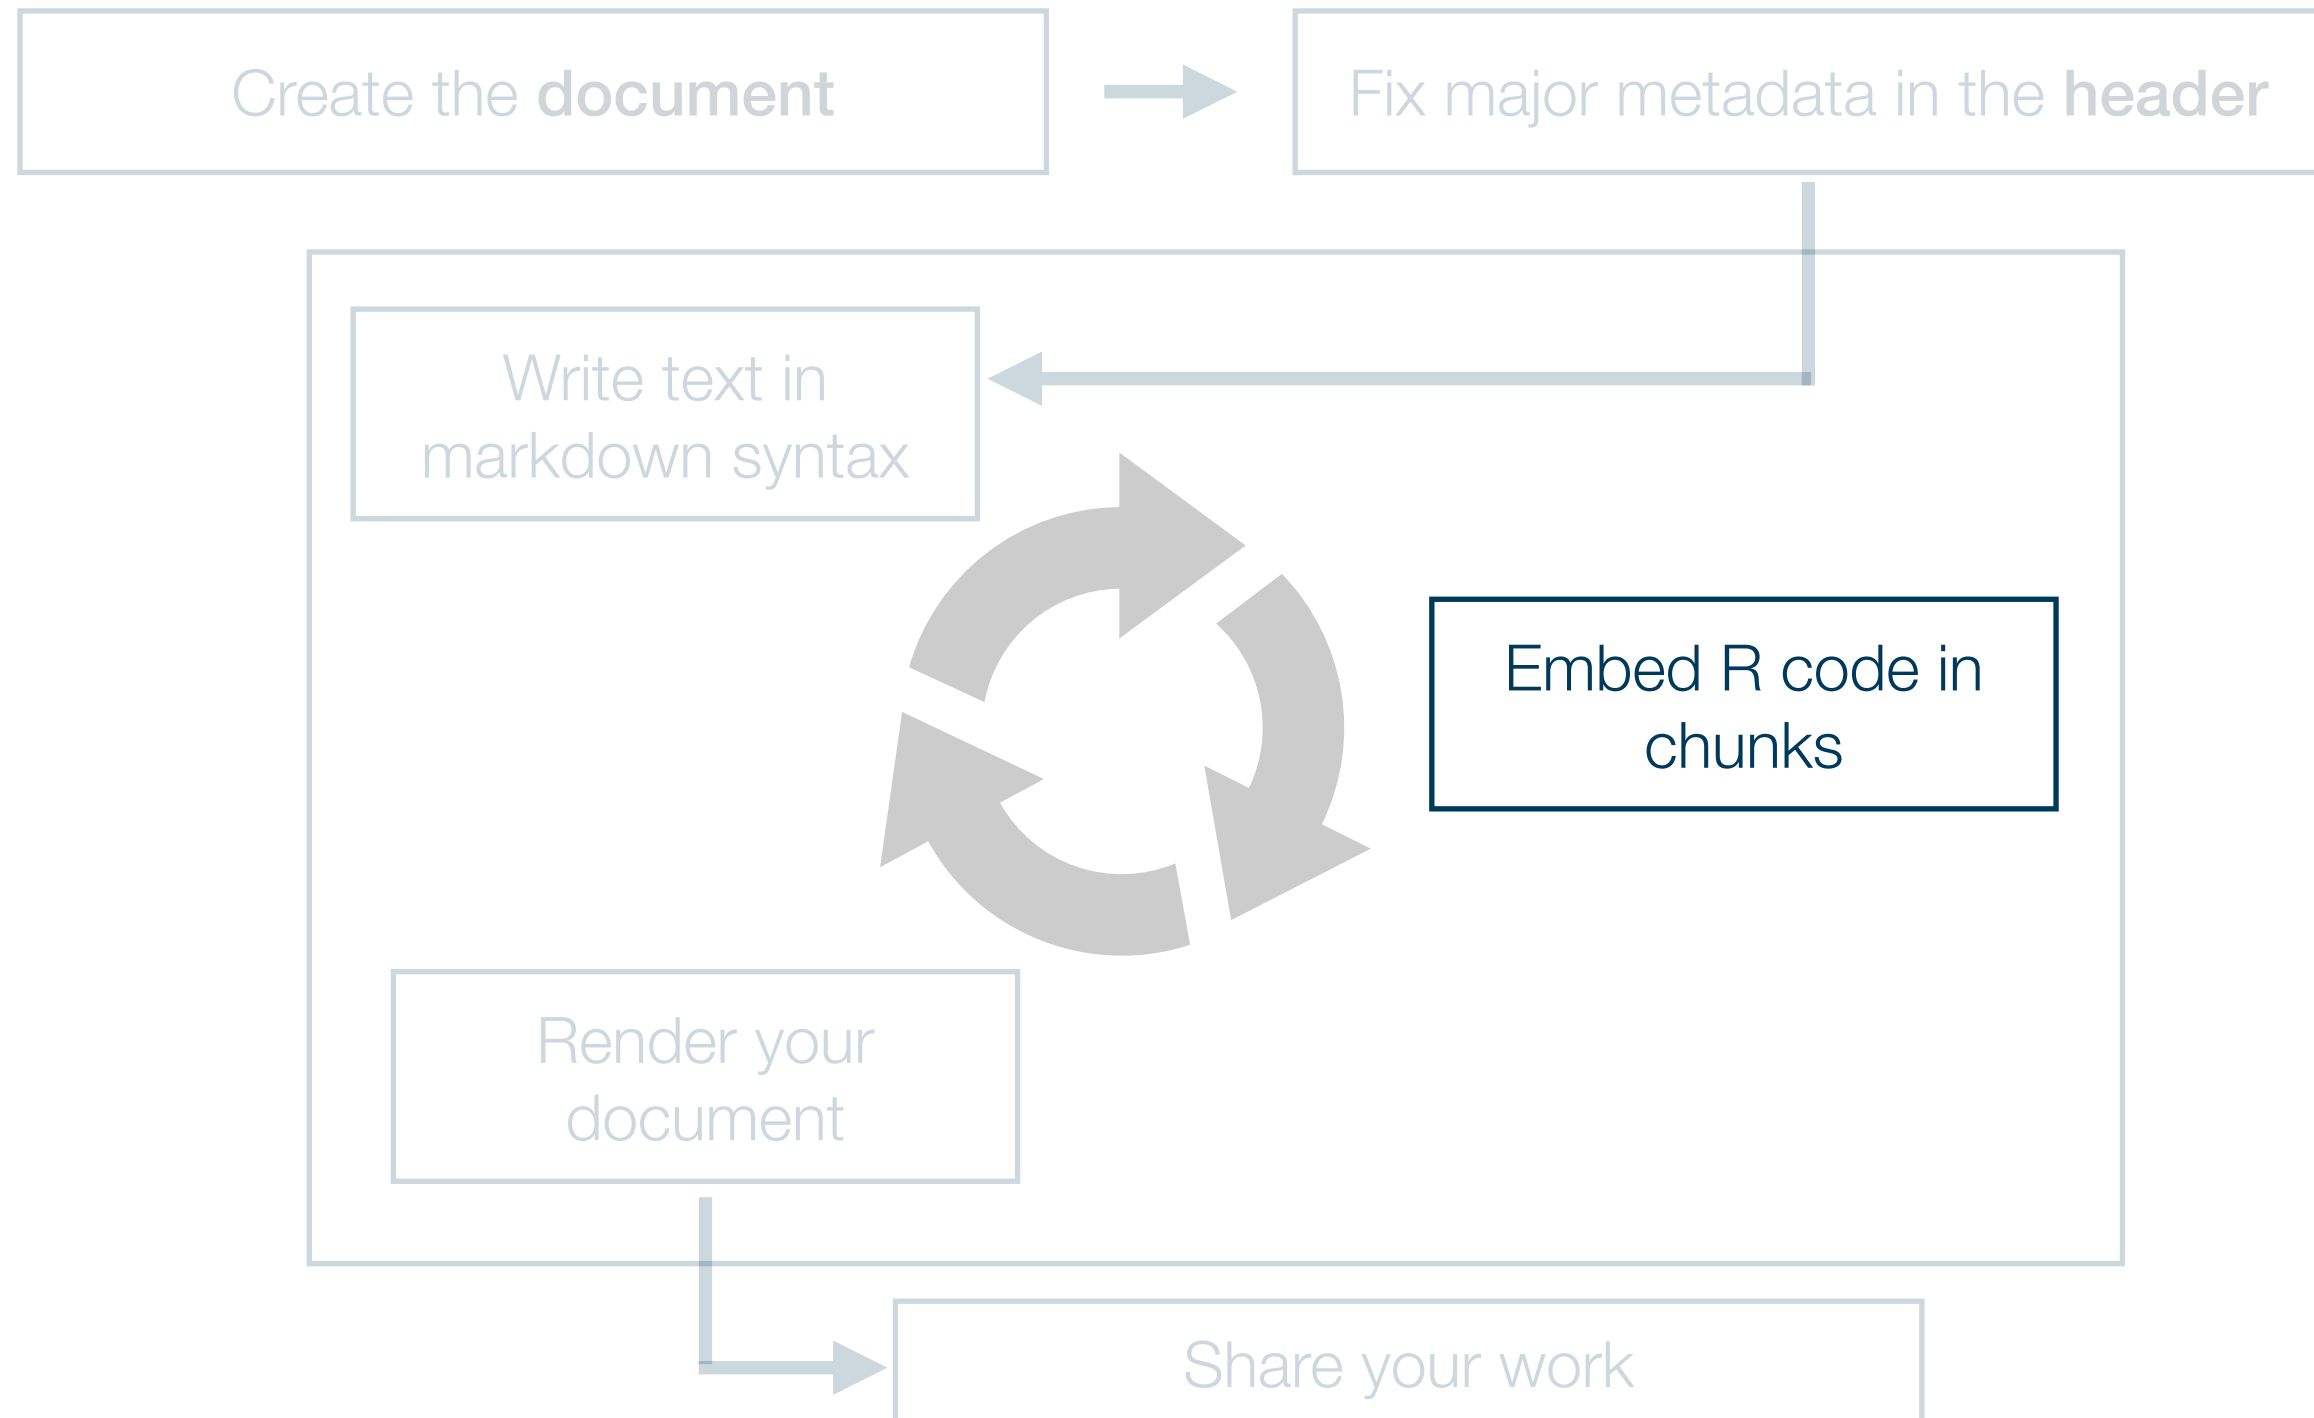 Create the document
Fix major metadata in the header
Write text in
markdown syntax
Embed R code in
chunks
Render your
document
Share your work